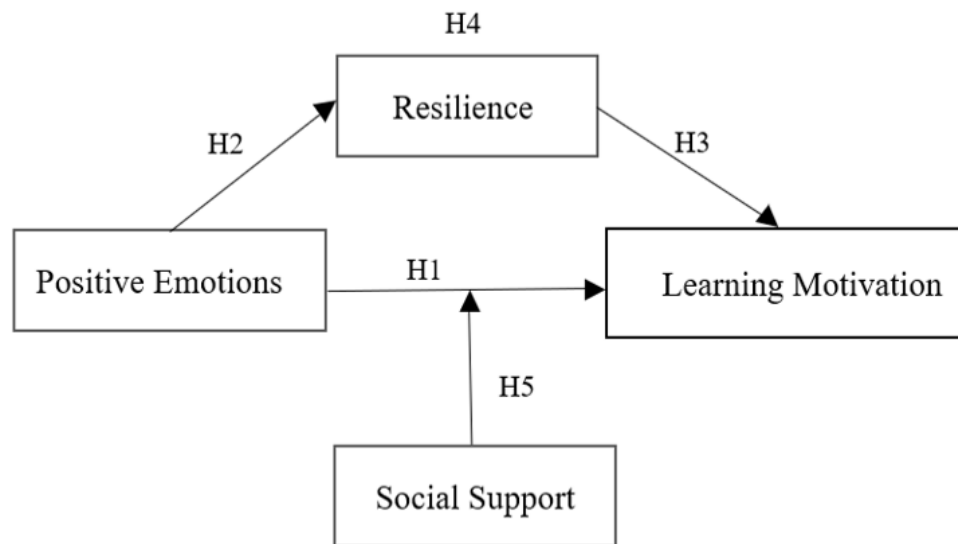 H4
Resilience
H2
H3
Positive Emotions
H1
Learning Motivation
H5
Social Support